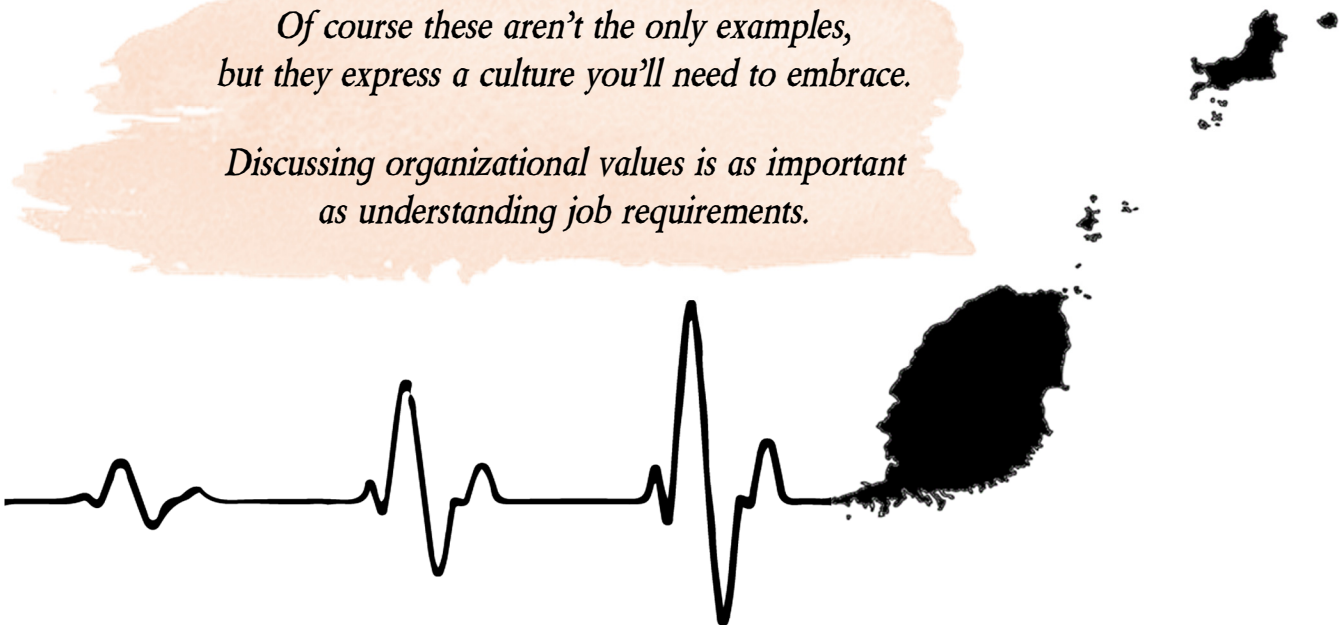 Of course these aren’t the only examples,
but they express a culture you’ll need to embrace.
Discussing organizational values is as important
as understanding job requirements.